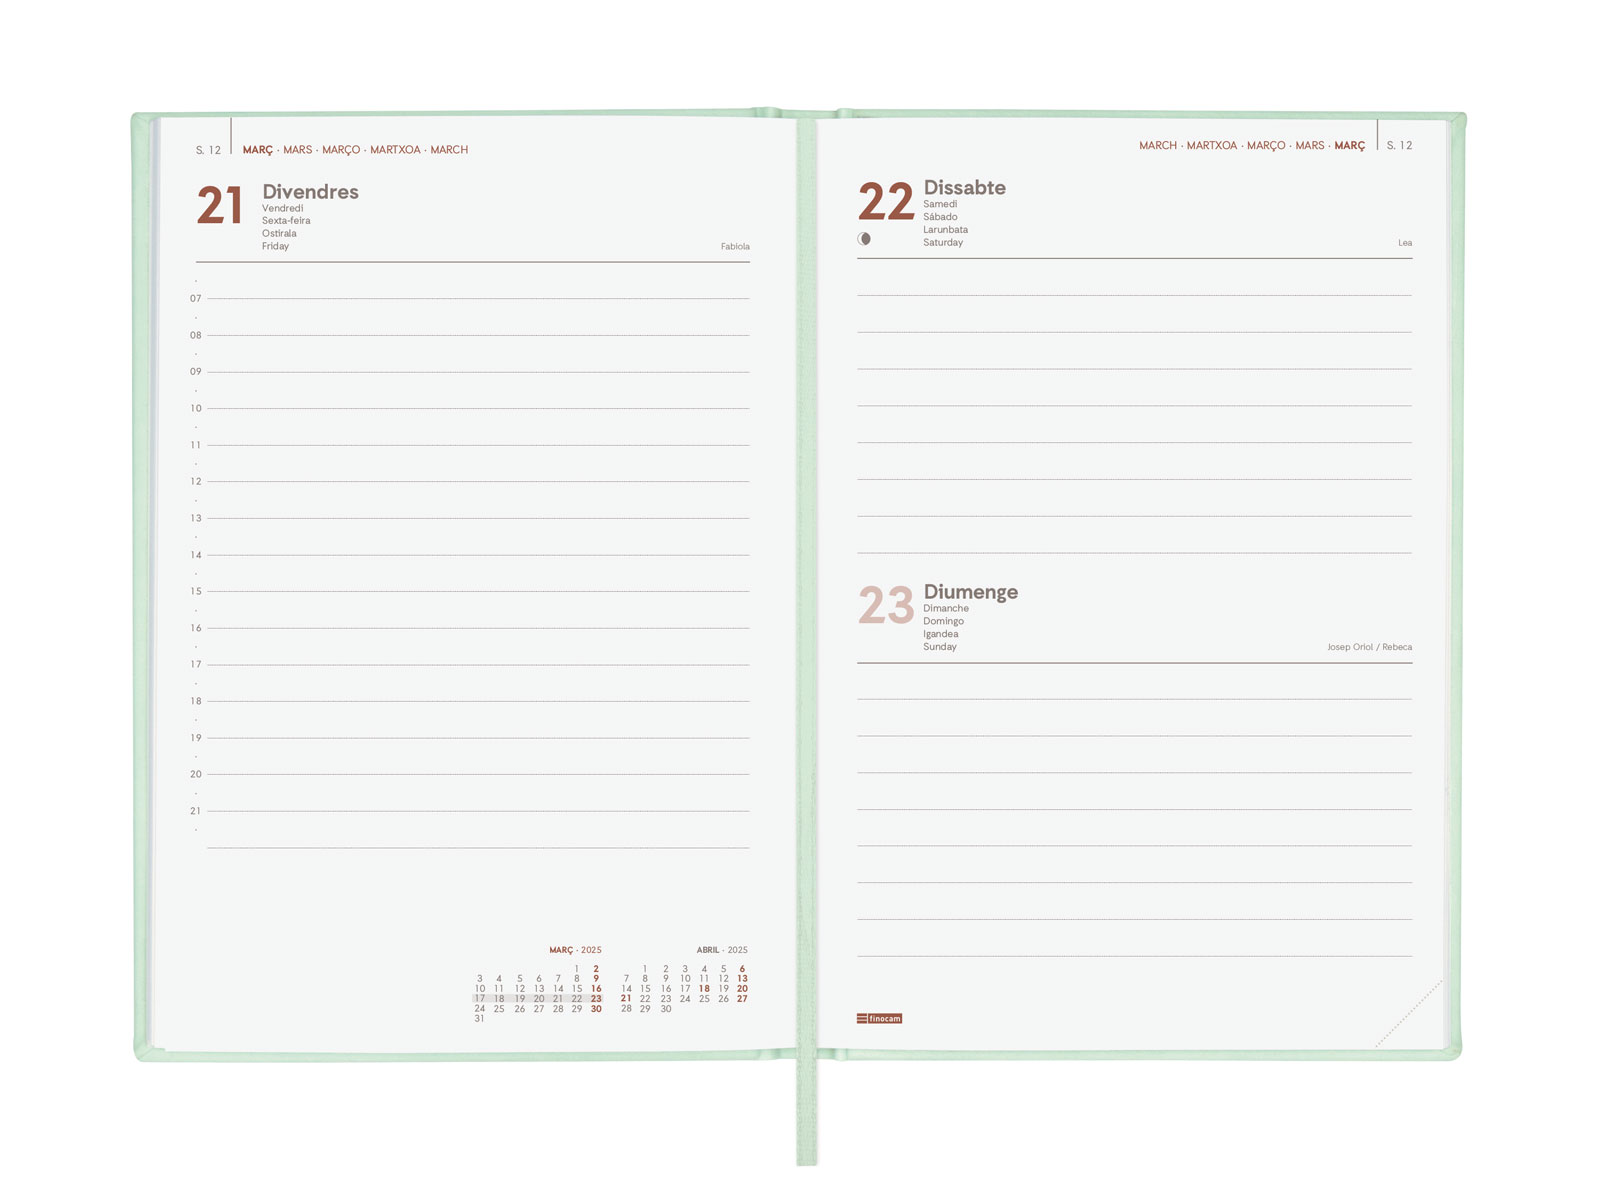 S. 12
MARÇ · MARS · MARÇO · MARTXOA · MARCH
21
Divendres
Vendredi
Sexta-feira
Ostirala
Friday
Fabiola
07
08
09
10
11
12
13
14
15
16
17
18
19
20
21
MARÇ · 2025
1 2
3 4 5 6 7 8 9
10 11 12 13 14 15 16
17 18 19 20 21 22 23
24 25 26 27 28 29 30
31
ABRIL · 2025
1 2 3 4 5 6
7 8 9 10 11 12 13
14 15 16 17 18 19 20
21 22 23 24 25 26 27
28 29 30
MARCH · MARTXOA · MARÇO · MARS · MARÇ
S. 12
22
Dissabte
Samedi
Sábado
Larunbata
Saturday
Lea
23
Diumenge
Dimanche
Domingo
Igandea
Sunday
Josep Oriol / Rebeca
finocam